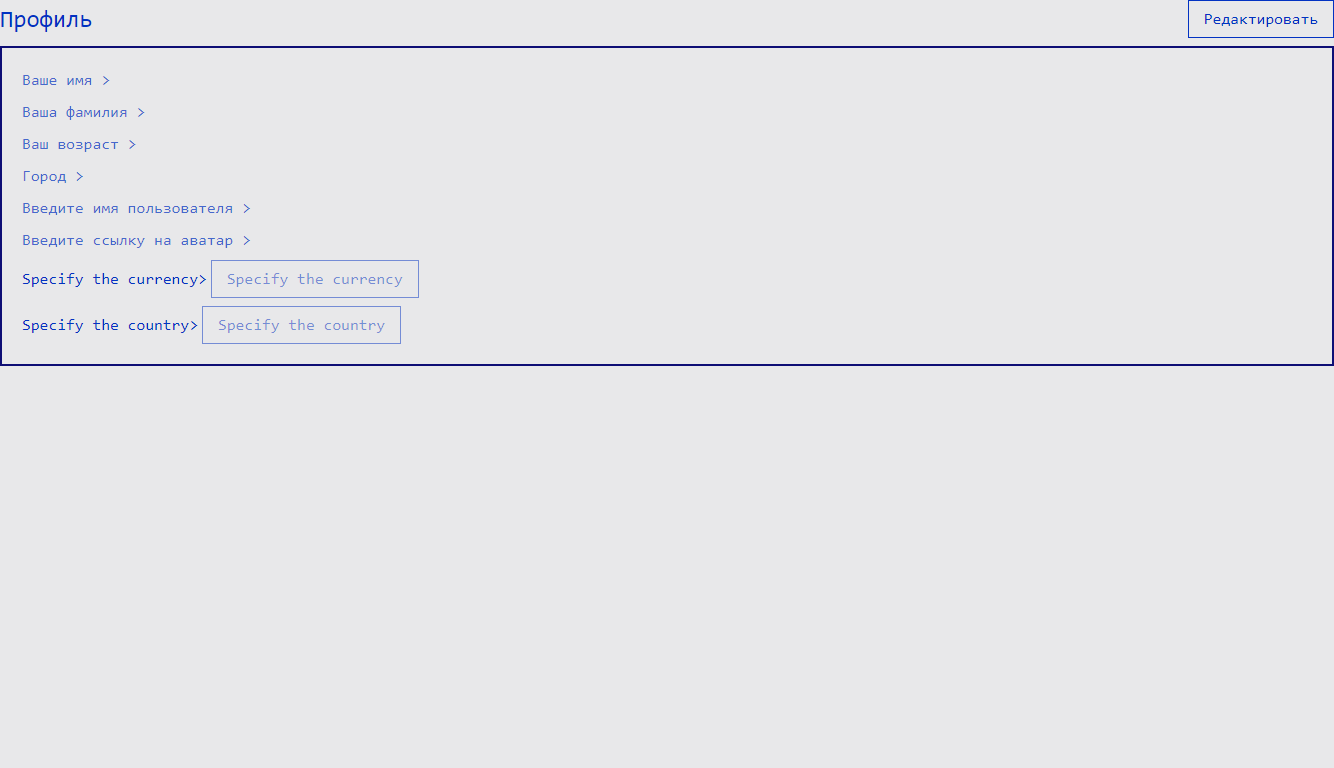 Профиль
Редактировать
Ваше имя >
Ваша фамилия >
Ваш возраст >
Город >
Введите имя пользователя >
Введите ссылку на аватар >
Specify the currency> Specify the currency
Specify the country> Specify the country